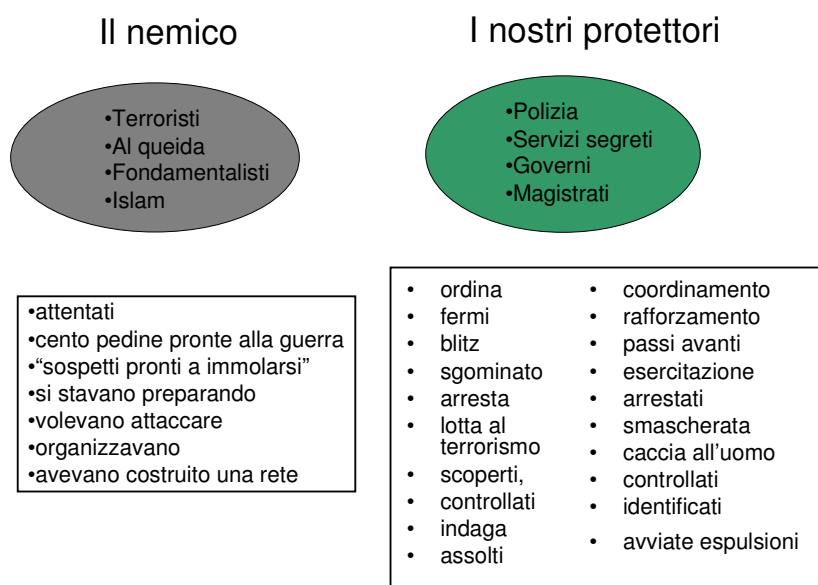 Il nemico
•Terroristi
•Al queida
•Fondamentalisti
•Islam
•attentati
•cento pedine pronte alla guerra
•“sospetti pronti a immolarsi”
•si stavano preparando
•volevano attaccare
•organizzavano
•avevano costruito una rete
I nostri protettori
•Polizia
•Servizi segreti
•Governi
•Magistrati
• ordina
• fermi
• blitz
• sgominato
• arresta
• lotta al
terrorismo
• scoperti,
• controllati
• indaga
• assolti
• coordinamento
• rafforzamento
• passi avanti
• esercitazione
• arrestati
• smascherata
• caccia all’uomo
• controllati
• identificati
• avviate espulsioni